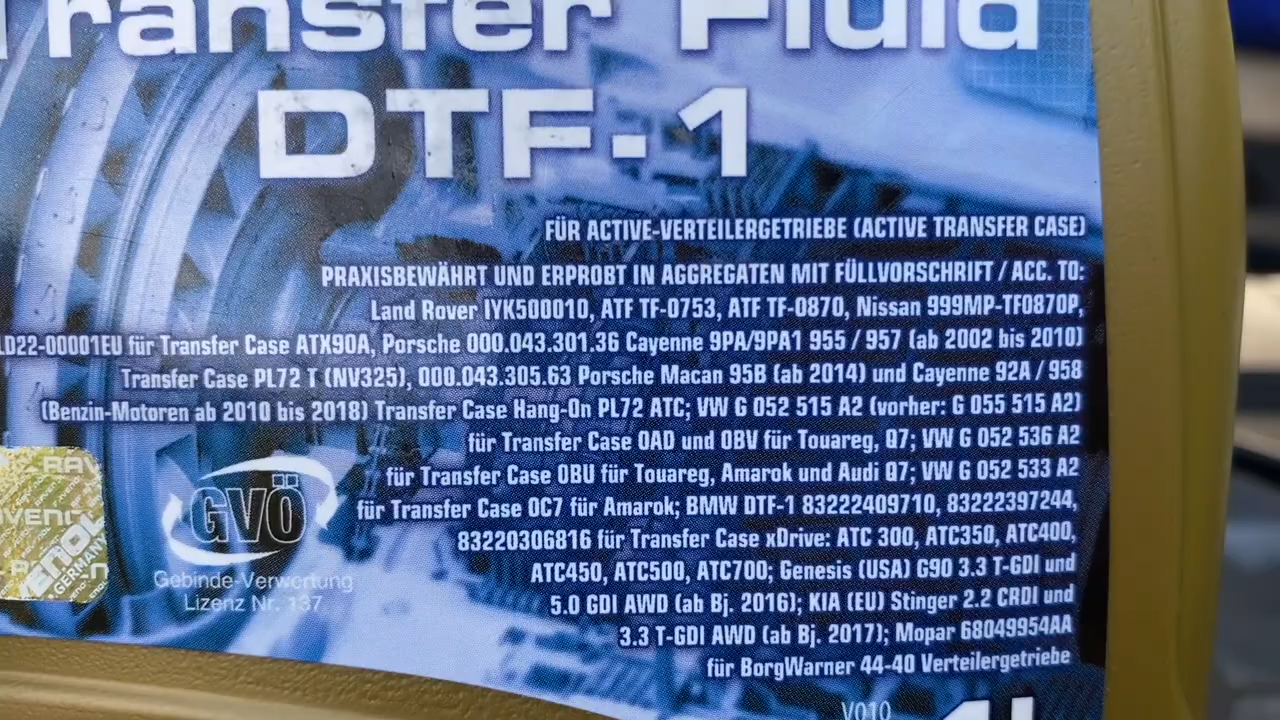 Transfer Fluid
DTF-1
FÜR ACTIVE-VERTEILERGETRIEBE (ACTIVE TRANSFER CASE)
PRAXISBEWÄHRT UND ERPROBT IN AGGREGATEN MIT FÜLLVORSCHRIFT / ACC. TO:
Land Rover IYK500010, ATF TF-0753, ATF TF-0870, Nissan 999MP-TF0870P,
LD22-00001EU für Transfer Case ATX90A, Porsche 000.043.301.36 Cayenne 9PA/9PA1 955 / 957 (ab 2002 bis 2010)
Transfer Case PL72 T (NV325), 000.043.305.63 Porsche Macan 95B (ab 2014) und Cayenne 92A / 958
(Benzin-Motoren ab 2010 bis 2018) Transfer Case Hang-On PL72 ATC; VW G 052 515 A2 (vorher: G 055 515 A2)
für Transfer Case 0AD und 0BV für Touareg, Q7; VW G 052 536 A2
für Transfer Case 0BU für Touareg, Amarok und Audi Q7; VW G 052 533 A2
für Transfer Case 0C7 für Amarok; BMW DTF-1 83222409710, 83222397244,
83220306816 für Transfer Case xDrive: ATC 300, ATC350, ATC400,
ATC450, ATC500, ATC700; Genesis (USA) G90 3.3 T-GDI und
5.0 GDI AWD (ab Bj. 2016); KIA (EU) Stinger 2.2 CRDI und
3.3 T-GDI AWD (ab Bj. 2017); Mopar 68049954AA
für BorgWarner 44-40 Verteilergetriebe
GVÖ
Gebinde-Verwertung
Lizenz Nr. 137
GERMANY
V010
1L